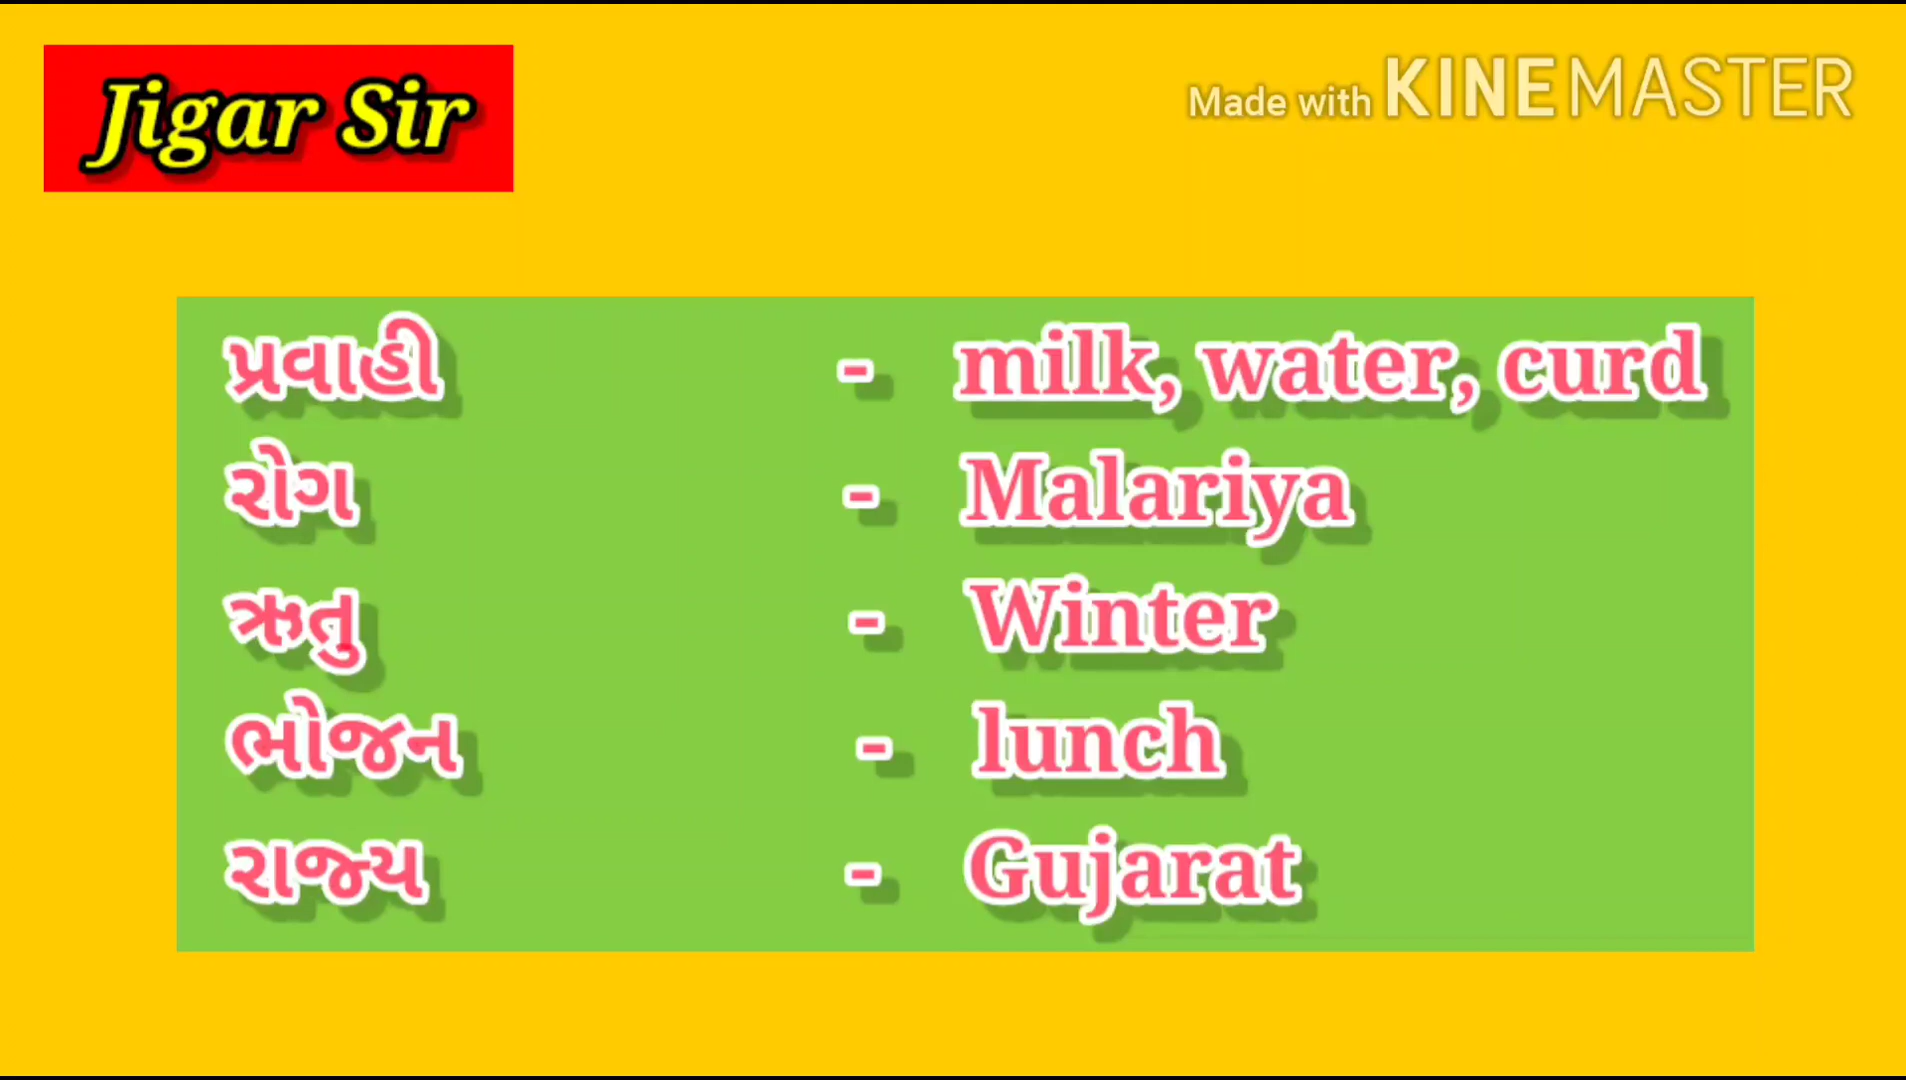 Jigar Sir
Made with KINEMASTER
પ્રવાહી - milk, water, curd
રોગ - Malariya
ઋતુ - Winter
ભોજન - lunch
રાજ્ય - Gujarat